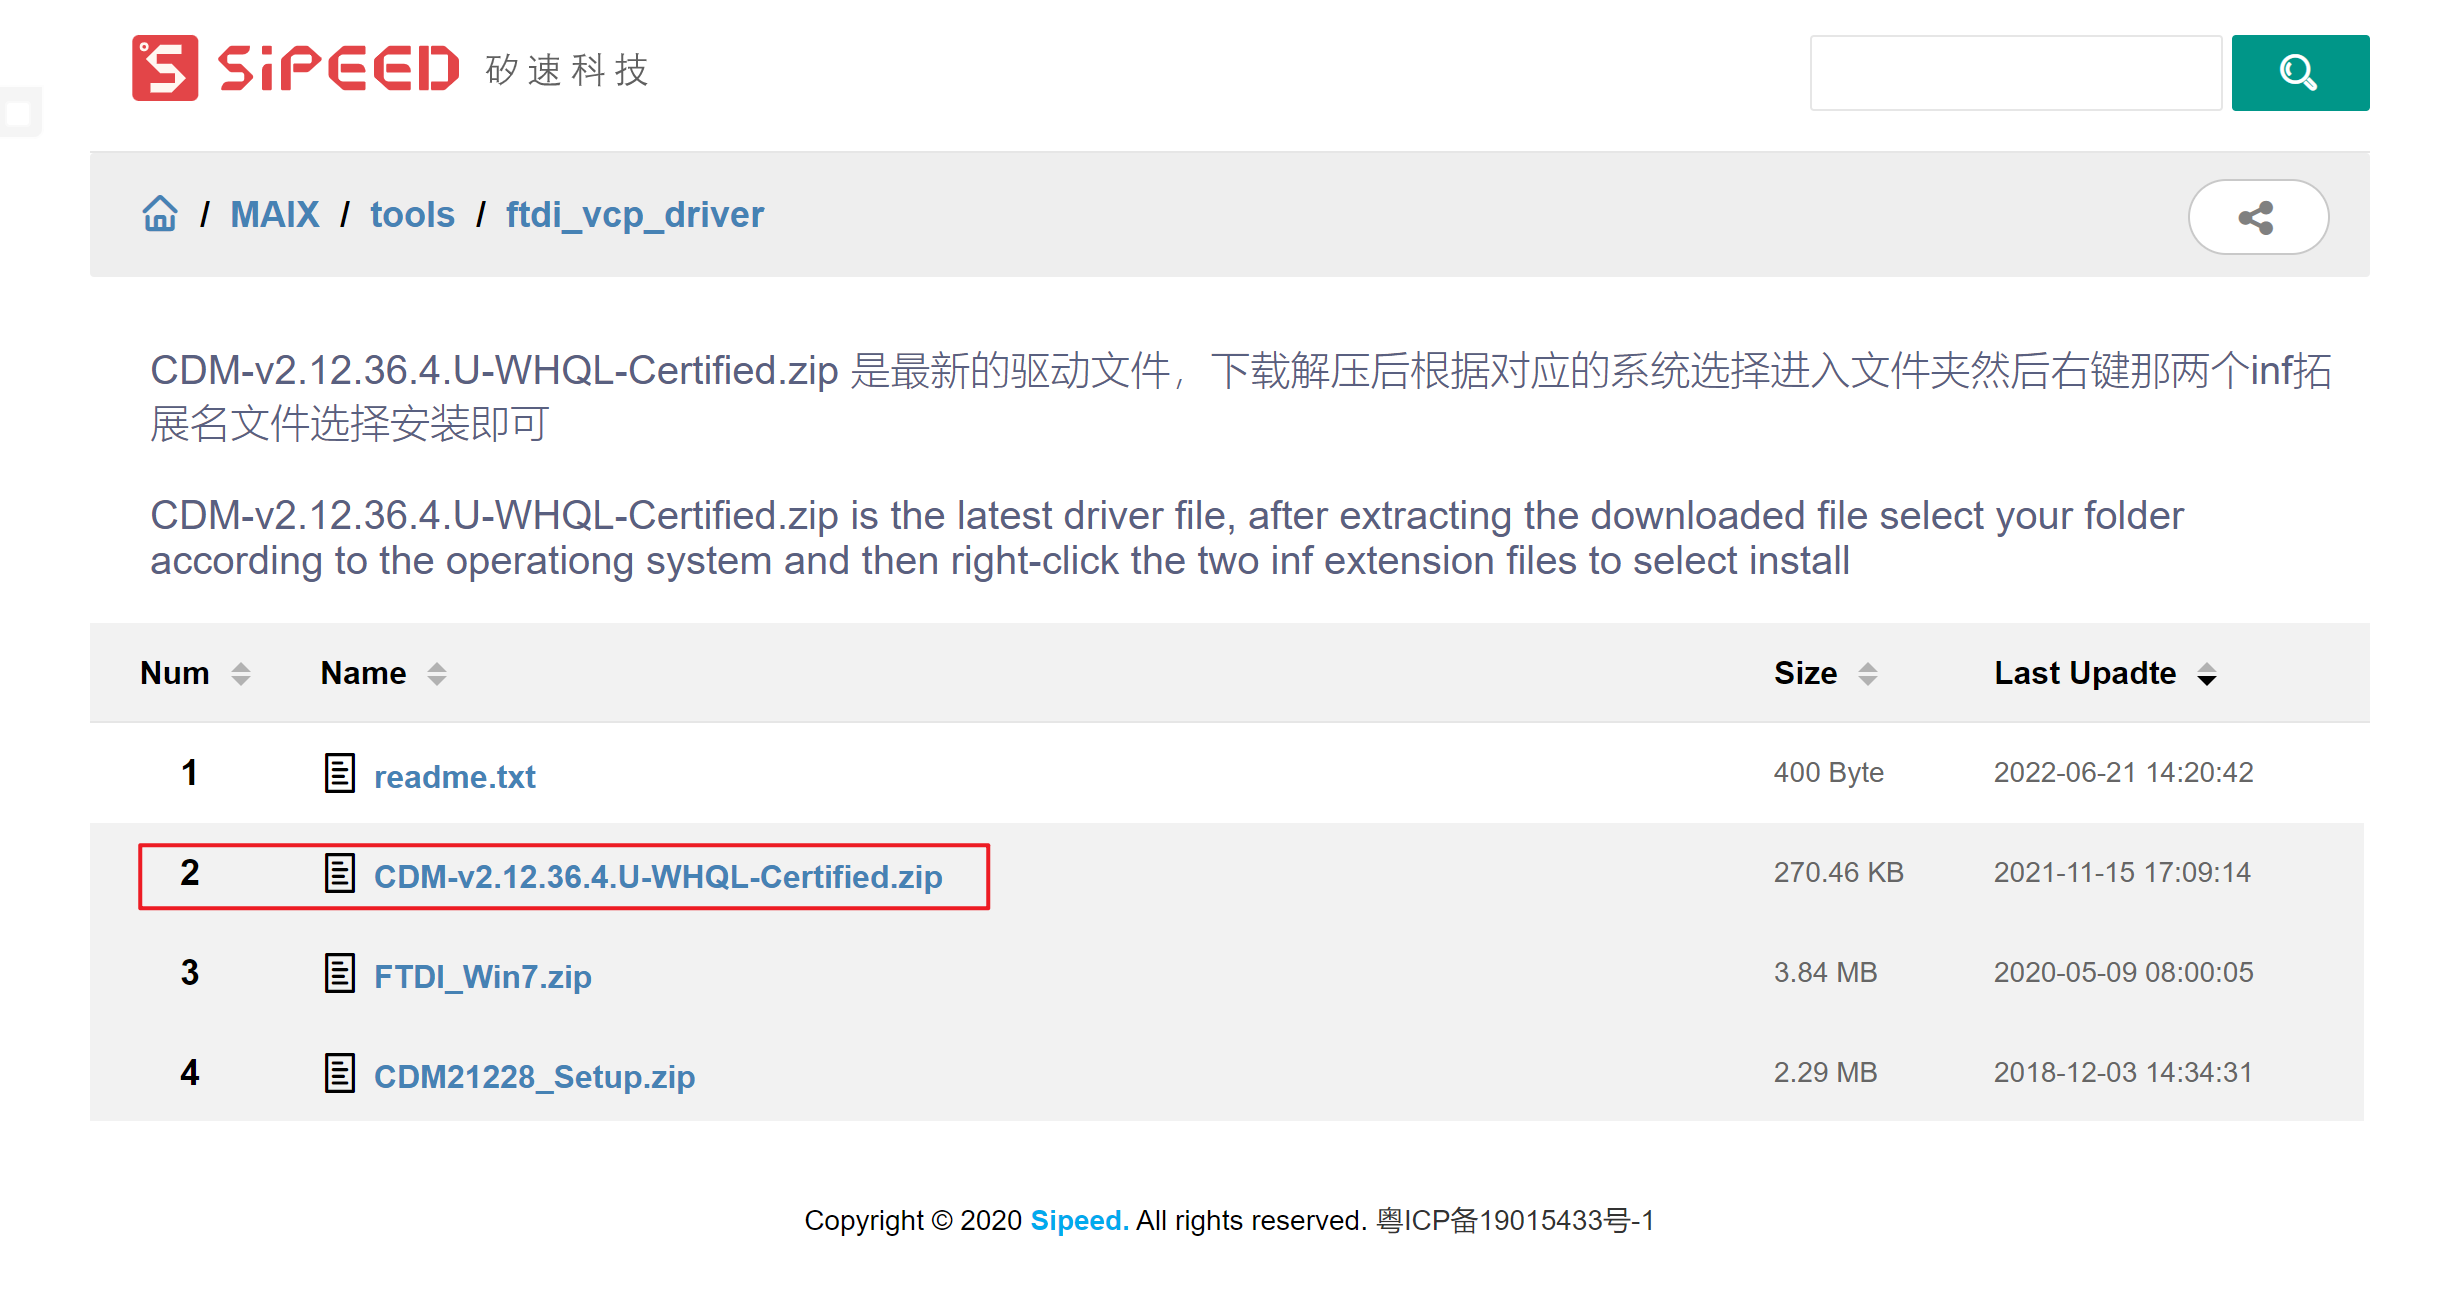 SiPEED 矽速科技
/ MAIX / tools / ftdi_vcp_driver
CDM-v2.12.36.4.U-WHQL-Certified.zip 是最新的驱动文件，下载解压后根据对应的系统选择进入文件夹然后右键那两个inf拓
展名文件选择安装即可
CDM-v2.12.36.4.U-WHQL-Certified.zip is the latest driver file, after extracting the downloaded file select your folder
according to the operationg system and then right-click the two inf extension files to select install
Num Name Size Last Upadte
1 readme.txt 400 Byte 2022-06-21 14:20:42
2 CDM-v2.12.36.4.U-WHQL-Certified.zip 270.46 KB 2021-11-15 17:09:14
3 FTDI_Win7.zip 3.84 MB 2020-05-09 08:00:05
4 CDM21228_Setup.zip 2.29 MB 2018-12-03 14:34:31
Copyright © 2020 Sipeed. All rights reserved. 粤ICP备19015433号-1